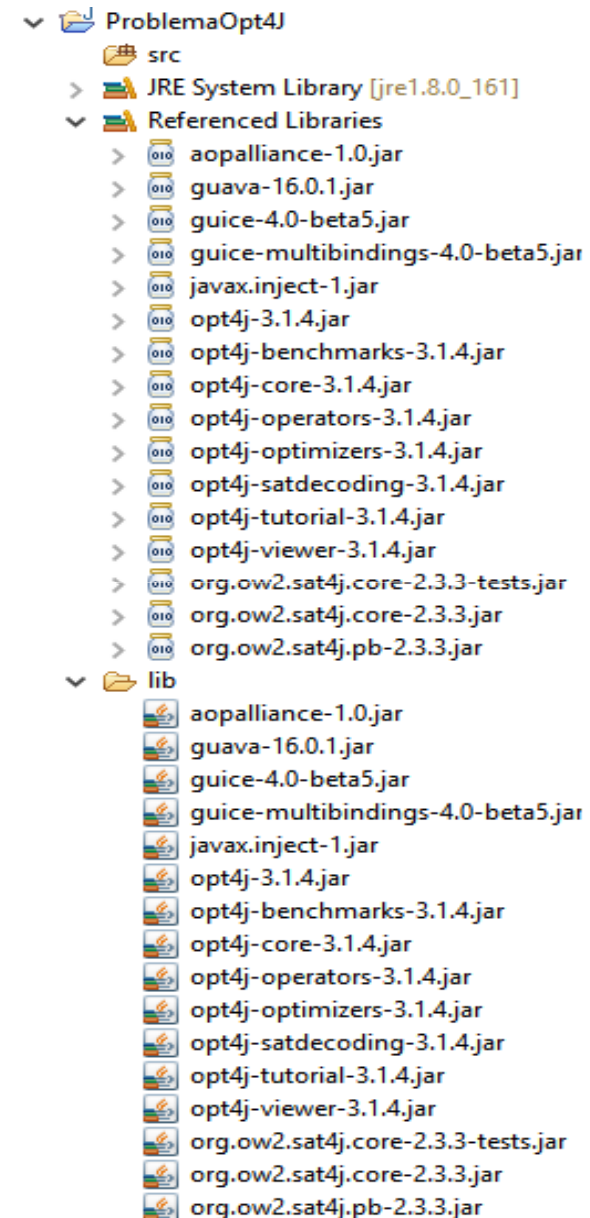 ProblemaOpt4J
src
JRE System Library [jre1.8.0_161]
Referenced Libraries
aopalliance-1.0.jar
guava-16.0.1.jar
guice-4.0-beta5.jar
guice-multibindings-4.0-beta5.jar
javax.inject-1.jar
opt4j-3.1.4.jar
opt4j-benchmarks-3.1.4.jar
opt4j-core-3.1.4.jar
opt4j-operators-3.1.4.jar
opt4j-optimizers-3.1.4.jar
opt4j-satdecoding-3.1.4.jar
opt4j-tutorial-3.1.4.jar
opt4j-viewer-3.1.4.jar
org.ow2.sat4j.core-2.3.3-tests.jar
org.ow2.sat4j.core-2.3.3.jar
org.ow2.sat4j.pb-2.3.3.jar
lib
aopalliance-1.0.jar
guava-16.0.1.jar
guice-4.0-beta5.jar
guice-multibindings-4.0-beta5.jar
javax.inject-1.jar
opt4j-3.1.4.jar
opt4j-benchmarks-3.1.4.jar
opt4j-core-3.1.4.jar
opt4j-operators-3.1.4.jar
opt4j-optimizers-3.1.4.jar
opt4j-satdecoding-3.1.4.jar
opt4j-tutorial-3.1.4.jar
opt4j-viewer-3.1.4.jar
org.ow2.sat4j.core-2.3.3-tests.jar
org.ow2.sat4j.core-2.3.3.jar
org.ow2.sat4j.pb-2.3.3.jar